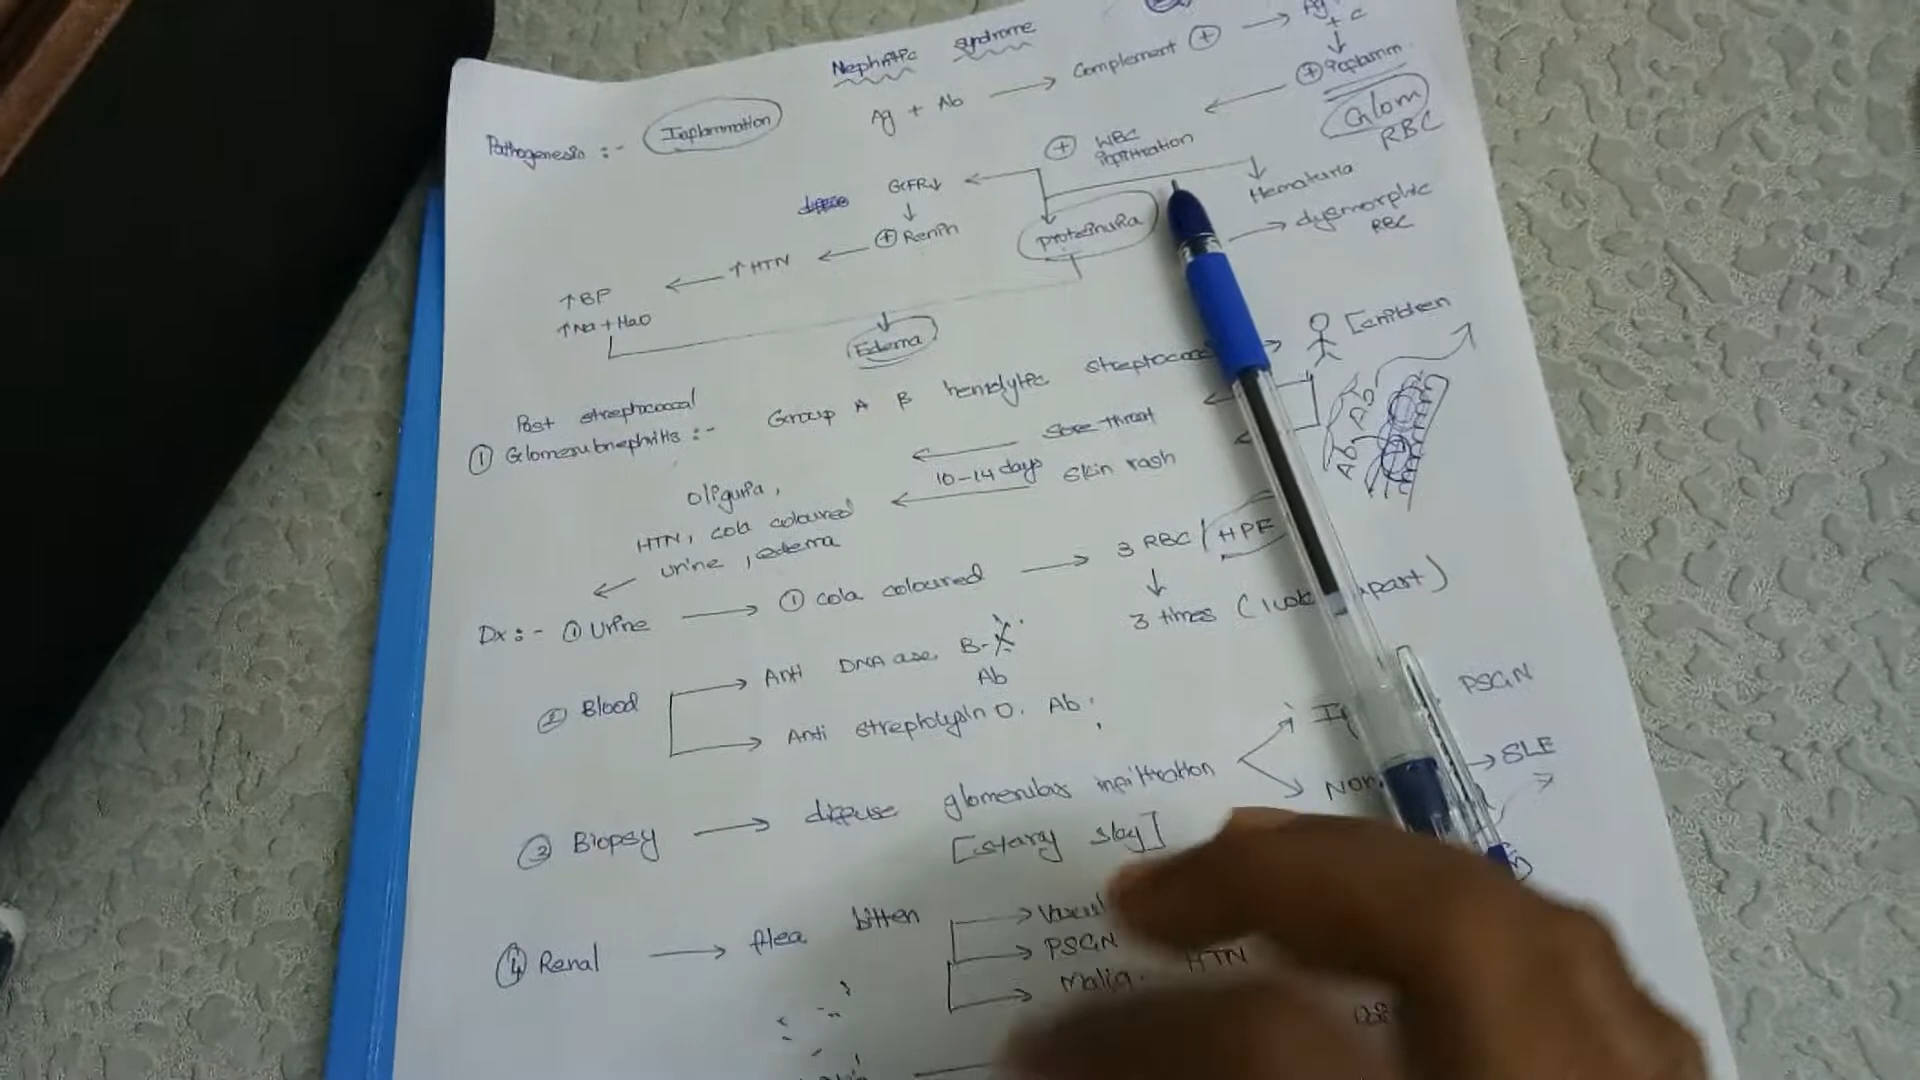 Nephritic syndrome
Pathogenesis :- Inflammation
Ag + Ab → Complement ⊕ → Ag + C
↓
⊕ Inflamm
Glom
RBC
⊕ WBC infiltration
GFR↓
Hematuria
⊕ Renin
proteinuria
→ dysmorphic RBC
↑HTN
↑BP
↑Na + H2O
Edema
[children
① Post streptococcal Glomerulonephritis :- Group A β hemolytic
Ab Ab
Sore throat
10-14 days skin rash
Oliguria,
HTN, cola coloured
urine, edema
Dx :- ① Urine → ① cola coloured → 3 RBC / HPF
↓
3 times (
② Blood → Anti DNA ase B- Ab
→ Anti streptolysin O. Ab
PSGN
→ SLE
③ Biopsy → diffuse glomerular infiltration
[starry sky]
④ Renal → flea bitten
→ PSGN
→ Malig. HTN